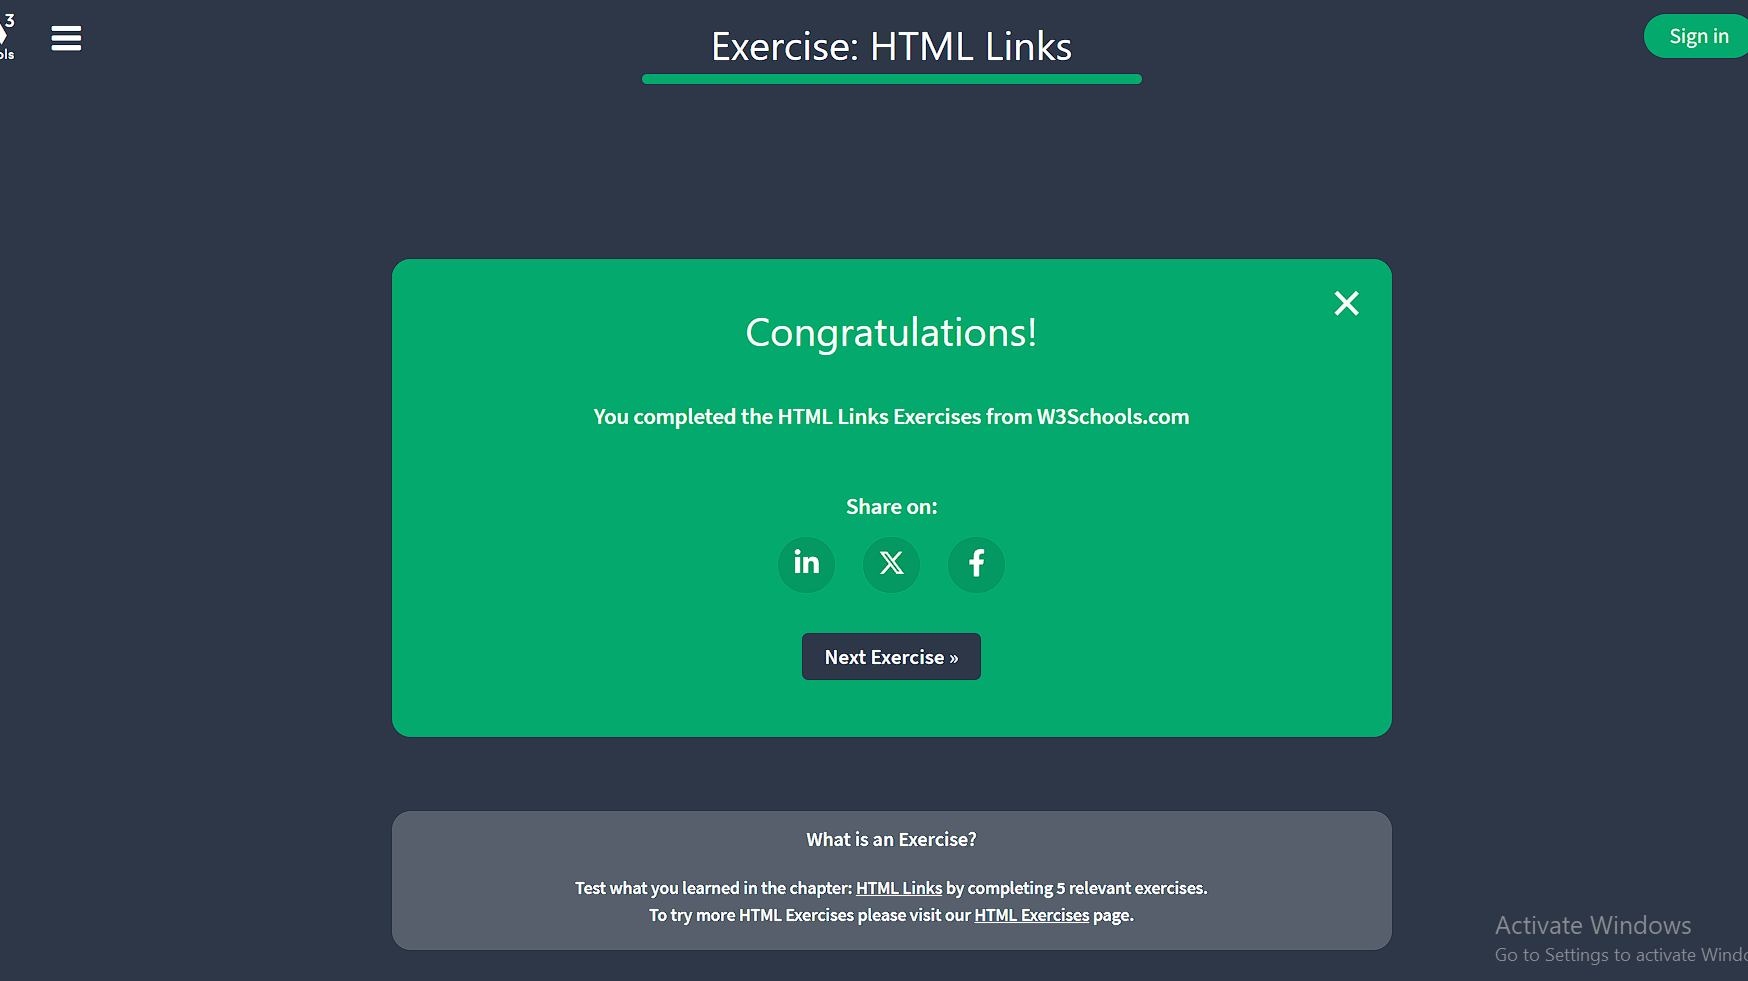 3
ols
Exercise: HTML Links
Sign in
Congratulations!
You completed the HTML Links Exercises from W3Schools.com
Share on:
in X f
Next Exercise »
What is an Exercise?
Test what you learned in the chapter: HTML Links by completing 5 relevant exercises.
To try more HTML Exercises please visit our HTML Exercises page.
Activate Windows
Go to Settings to activate Windo